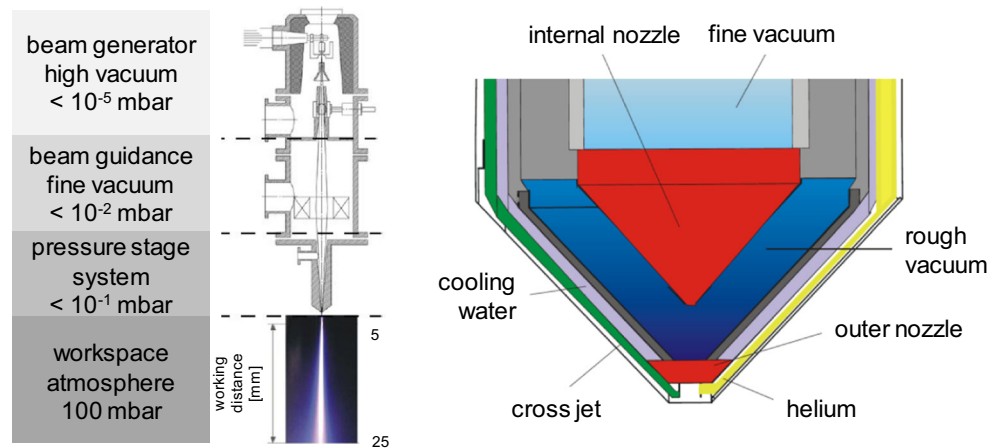 beam generator
high vacuum
< 10⁻⁵ mbar
beam guidance
fine vacuum
< 10⁻² mbar
pressure stage
system
< 10⁻¹ mbar
workspace
atmosphere
100 mbar
working
distance
[mm]
5
25
internal nozzle
fine vacuum
rough
vacuum
cooling
water
outer nozzle
cross jet
helium